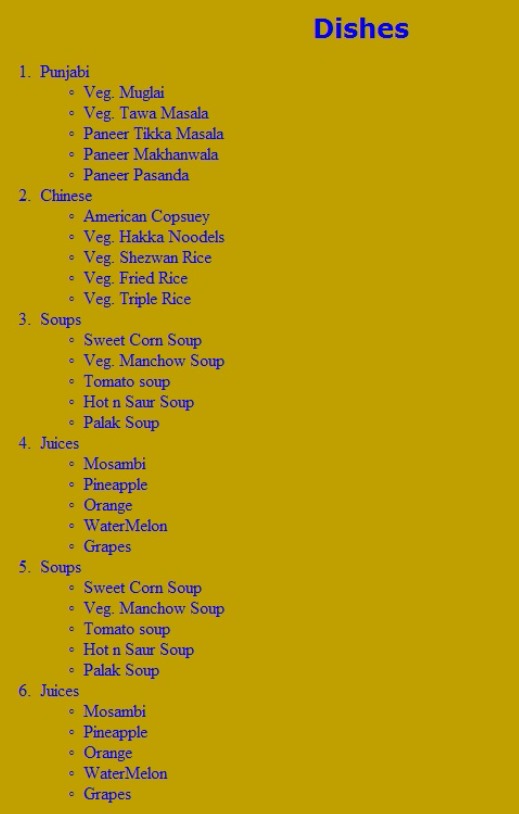 Dishes
1. Punjabi
◦ Veg. Muglai
◦ Veg. Tawa Masala
◦ Paneer Tikka Masala
◦ Paneer Makhanwala
◦ Paneer Pasanda
2. Chinese
◦ American Copsuey
◦ Veg. Hakka Noodels
◦ Veg. Shezwan Rice
◦ Veg. Fried Rice
◦ Veg. Triple Rice
3. Soups
◦ Sweet Corn Soup
◦ Veg. Manchow Soup
◦ Tomato soup
◦ Hot n Saur Soup
◦ Palak Soup
4. Juices
◦ Mosambi
◦ Pineapple
◦ Orange
◦ WaterMelon
◦ Grapes
5. Soups
◦ Sweet Corn Soup
◦ Veg. Manchow Soup
◦ Tomato soup
◦ Hot n Saur Soup
◦ Palak Soup
6. Juices
◦ Mosambi
◦ Pineapple
◦ Orange
◦ WaterMelon
◦ Grapes